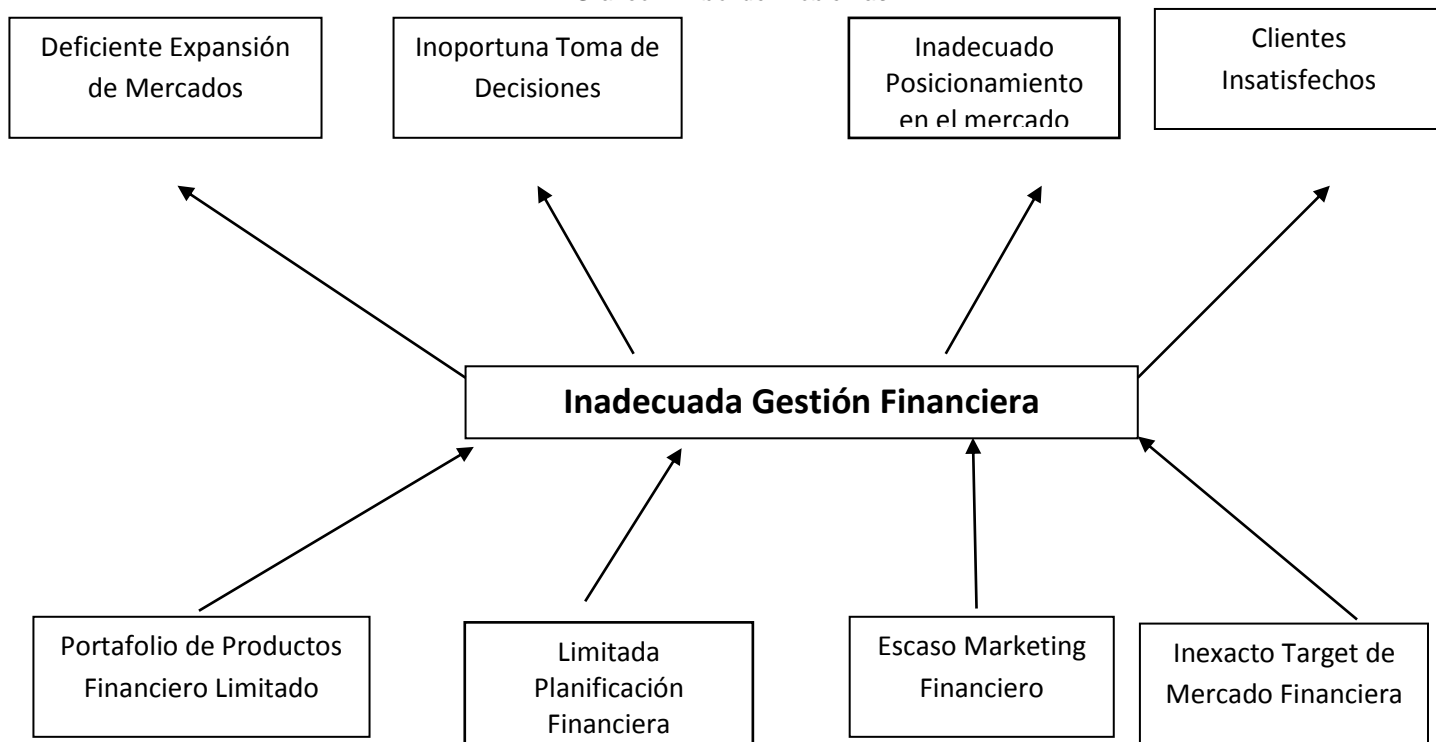 Deficiente Expansión
de Mercados
Inoportuna Toma de
Decisiones
Inadecuado
Posicionamiento
en el mercado
Clientes
Insatisfechos
Inadecuada Gestión Financiera
Portafolio de Productos
Financiero Limitado
Limitada
Planificación
Financiera
Escaso Marketing
Financiero
Inexacto Target de
Mercado Financiera